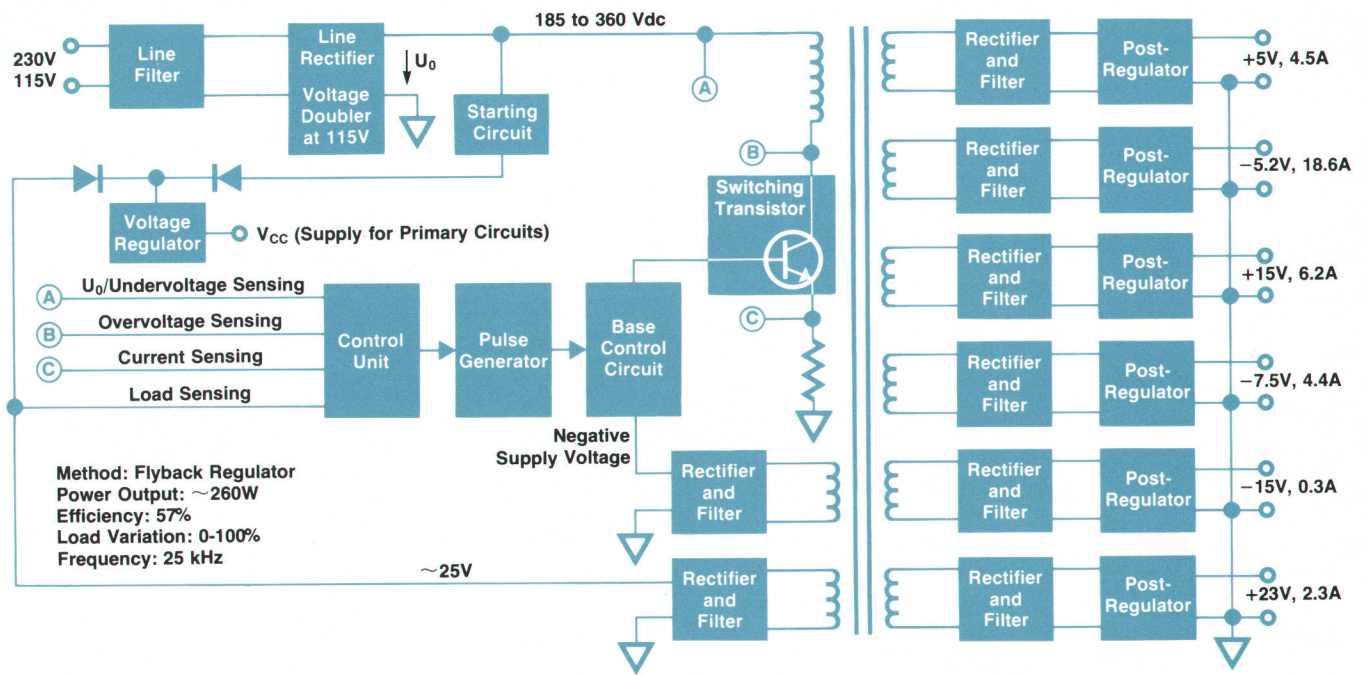 185 to 360 Vdc
230V
115V
Line
Filter
Line
Rectifier
Voltage
Doubler
at 115V
U₀
Starting
Circuit
A
B
Switching
Transistor
C
Voltage
Regulator
V_CC (Supply for Primary Circuits)
A
U₀/Undervoltage Sensing
B
Overvoltage Sensing
C
Current Sensing
Load Sensing
Control
Unit
Pulse
Generator
Base
Control
Circuit
Negative
Supply Voltage
Rectifier
and
Filter
~25V
Rectifier
and
Filter
Method: Flyback Regulator
Power Output: ~260W
Efficiency: 57%
Load Variation: 0-100%
Frequency: 25 kHz
Rectifier
and
Filter
Post-
Regulator
+5V, 4.5A
Rectifier
and
Filter
Post-
Regulator
−5.2V, 18.6A
Rectifier
and
Filter
Post-
Regulator
+15V, 6.2A
Rectifier
and
Filter
Post-
Regulator
−7.5V, 4.4A
Rectifier
and
Filter
Post-
Regulator
−15V, 0.3A
Rectifier
and
Filter
Post-
Regulator
+23V, 2.3A